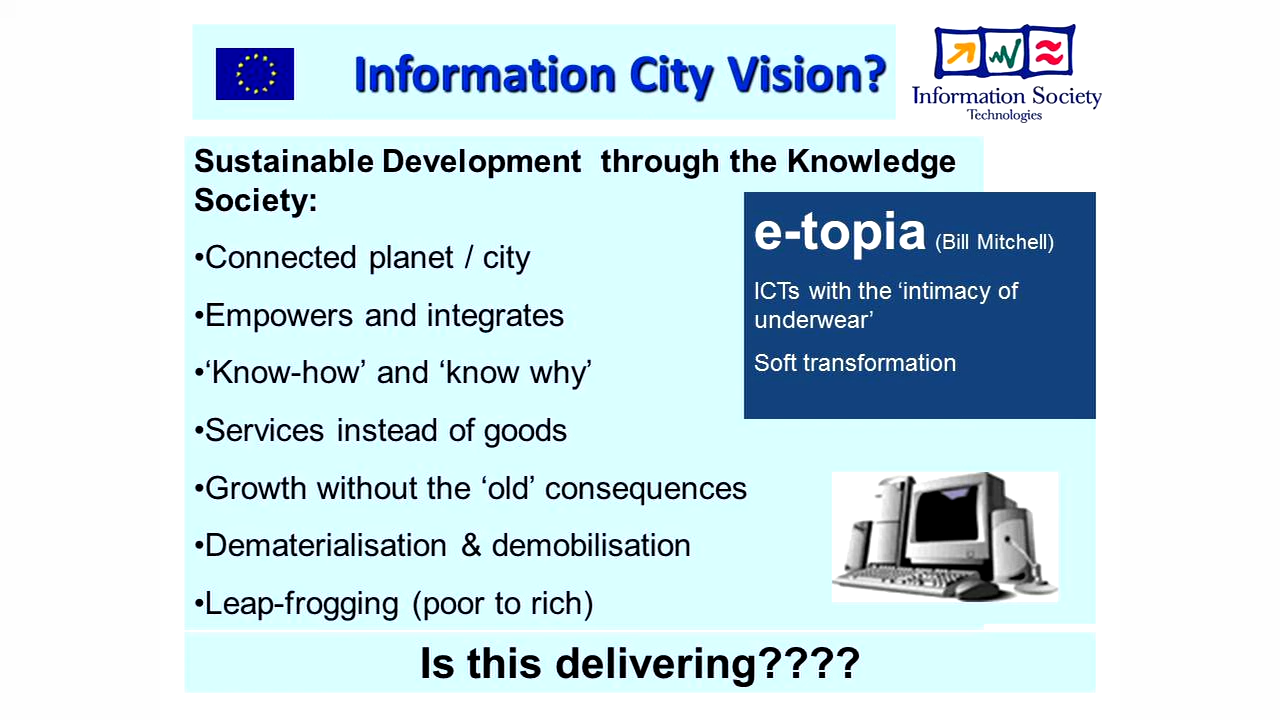 Information City Vision?
Information Society
Technologies
Sustainable Development through the Knowledge
Society:
•Connected planet / city
•Empowers and integrates
•‘Know-how’ and ‘know why’
•Services instead of goods
•Growth without the ‘old’ consequences
•Dematerialisation & demobilisation
•Leap-frogging (poor to rich)
e-topia (Bill Mitchell)
ICTs with the ‘intimacy of
underwear’
Soft transformation
Is this delivering????